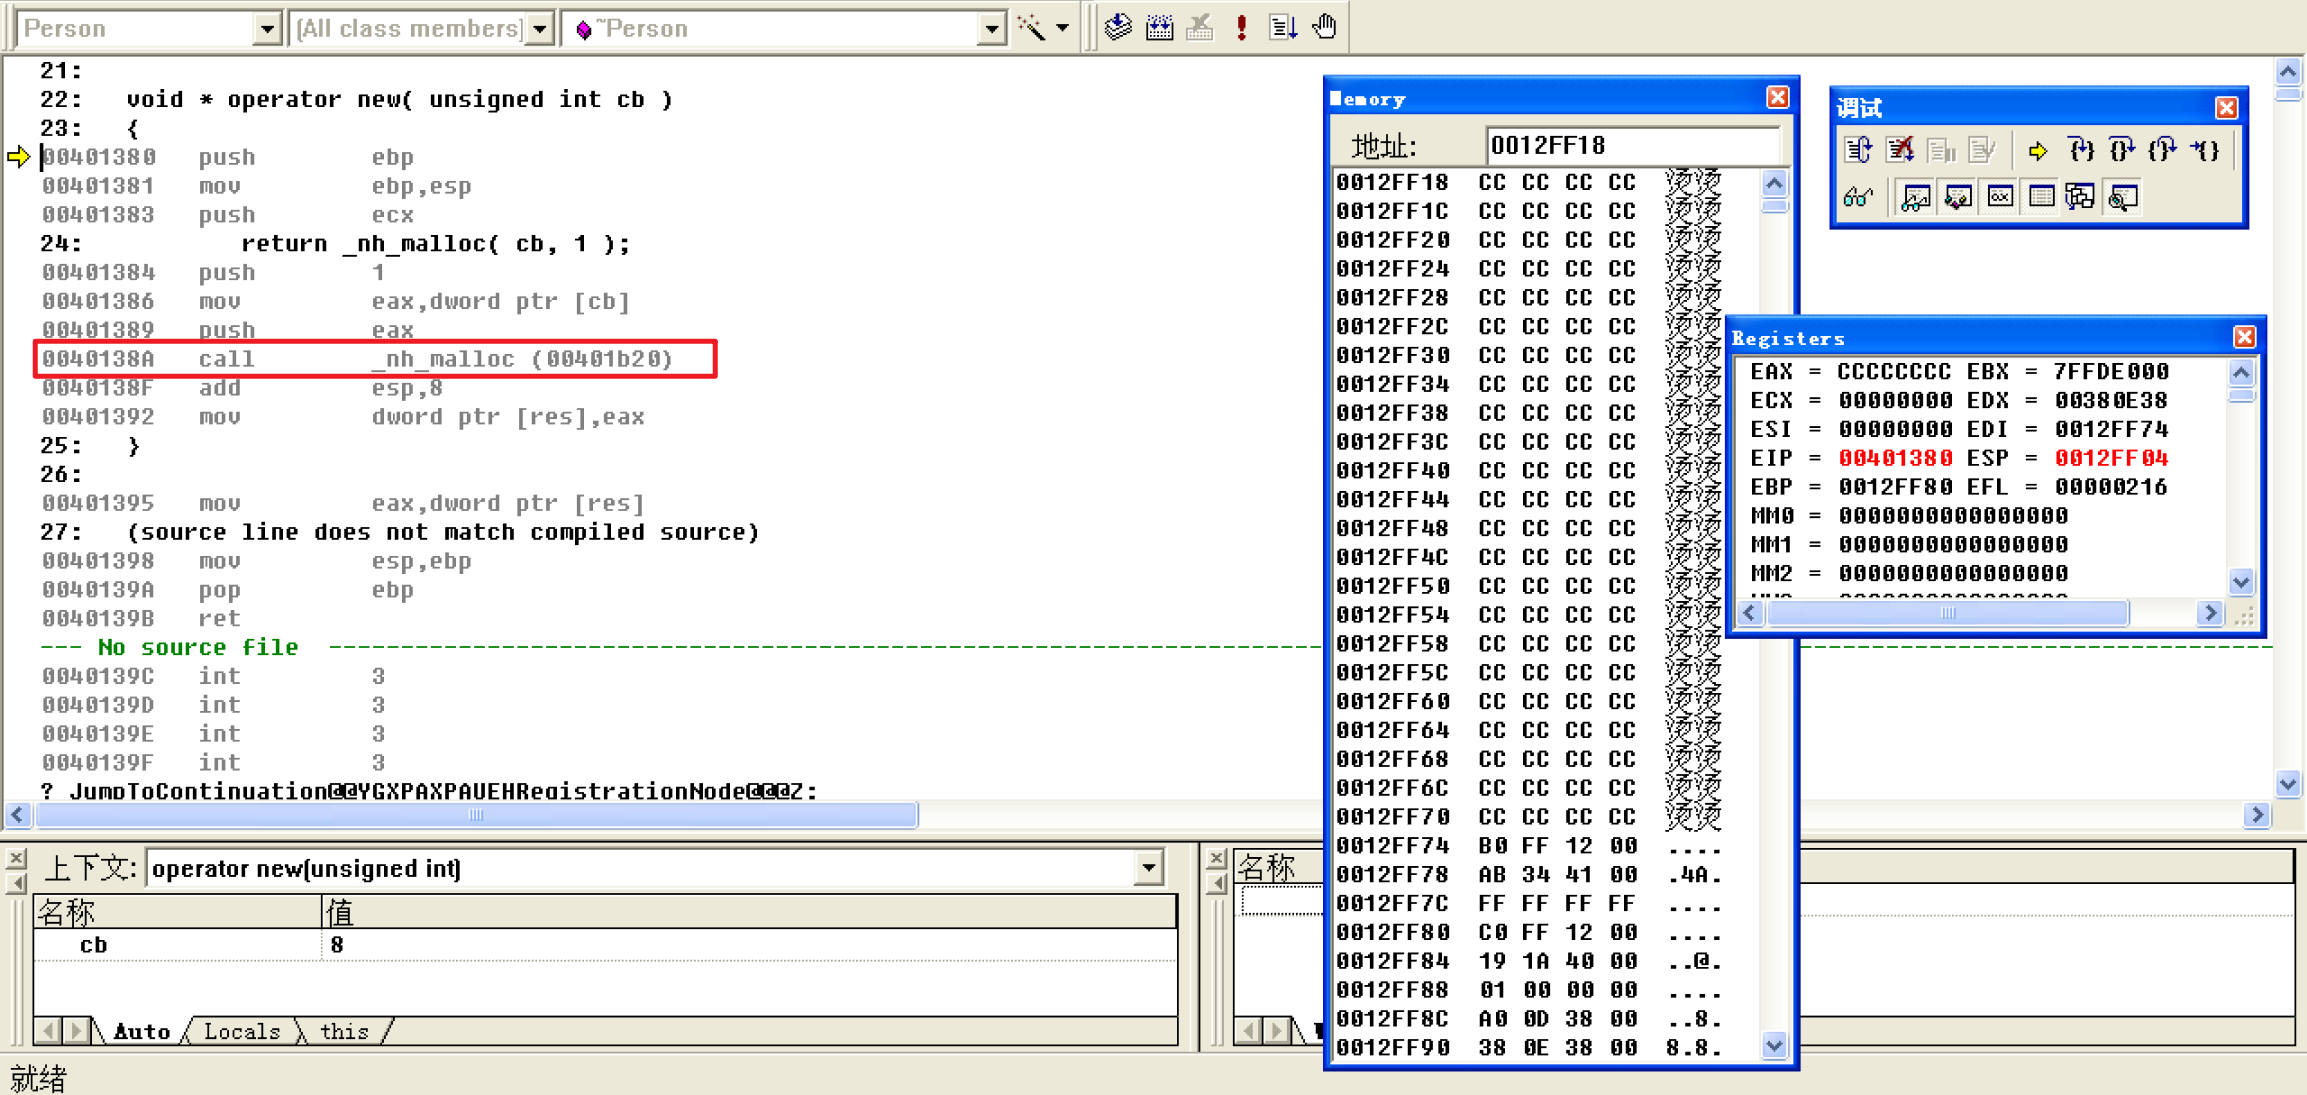 Person
(All class members)
~Person
21:
22: void * operator new( unsigned int cb )
23: {
00401380 push ebp
00401381 mov ebp,esp
00401383 push ecx
24: return _nh_malloc( cb, 1 );
00401384 push 1
00401386 mov eax,dword ptr [cb]
00401389 push eax
0040138A call _nh_malloc (00401b20)
0040138F add esp,8
00401392 mov dword ptr [res],eax
25: }
26:
00401395 mov eax,dword ptr [res]
27: (source line does not match compiled source)
00401398 mov esp,ebp
0040139A pop ebp
0040139B ret
--- No source file
0040139C int 3
0040139D int 3
0040139E int 3
0040139F int 3
?_JumpToContinuation@@YGXPAXPAUEHRegistrationNode@@@Z:
Memory
地址: 0012FF18
0012FF18 CC CC CC CC 烫烫
0012FF1C CC CC CC CC 烫烫
0012FF20 CC CC CC CC 烫烫
0012FF24 CC CC CC CC 烫烫
0012FF28 CC CC CC CC 烫烫
0012FF2C CC CC CC CC 烫烫
0012FF30 CC CC CC CC 烫烫
0012FF34 CC CC CC CC 烫烫
0012FF38 CC CC CC CC 烫烫
0012FF3C CC CC CC CC 烫烫
0012FF40 CC CC CC CC 烫烫
0012FF44 CC CC CC CC 烫烫
0012FF48 CC CC CC CC 烫烫
0012FF4C CC CC CC CC 烫烫
0012FF50 CC CC CC CC 烫烫
0012FF54 CC CC CC CC 烫烫
0012FF58 CC CC CC CC 烫烫
0012FF5C CC CC CC CC 烫烫
0012FF60 CC CC CC CC 烫烫
0012FF64 CC CC CC CC 烫烫
0012FF68 CC CC CC CC 烫烫
0012FF6C CC CC CC CC 烫烫
0012FF70 CC CC CC CC 烫烫
0012FF74 B0 FF 12 00 ....
0012FF78 AB 34 41 00 .4A.
0012FF7C FF FF FF FF ....
0012FF80 C0 FF 12 00 ....
0012FF84 19 1A 40 00 ..@.
0012FF88 01 00 00 00 ....
0012FF8C A0 0D 38 00 ..8.
0012FF90 38 0E 38 00 8.8.
调试
Registers
EAX = CCCCCCCC EBX = 7FFDE000
ECX = 00000000 EDX = 00380E38
ESI = 00000000 EDI = 0012FF74
EIP = 00401380 ESP = 0012FF04
EBP = 0012FF80 EFL = 00000216
MM0 = 0000000000000000
MM1 = 0000000000000000
MM2 = 0000000000000000
上下文: operator new(unsigned int)
名称 值
cb 8
Auto Locals this
名称
就绪